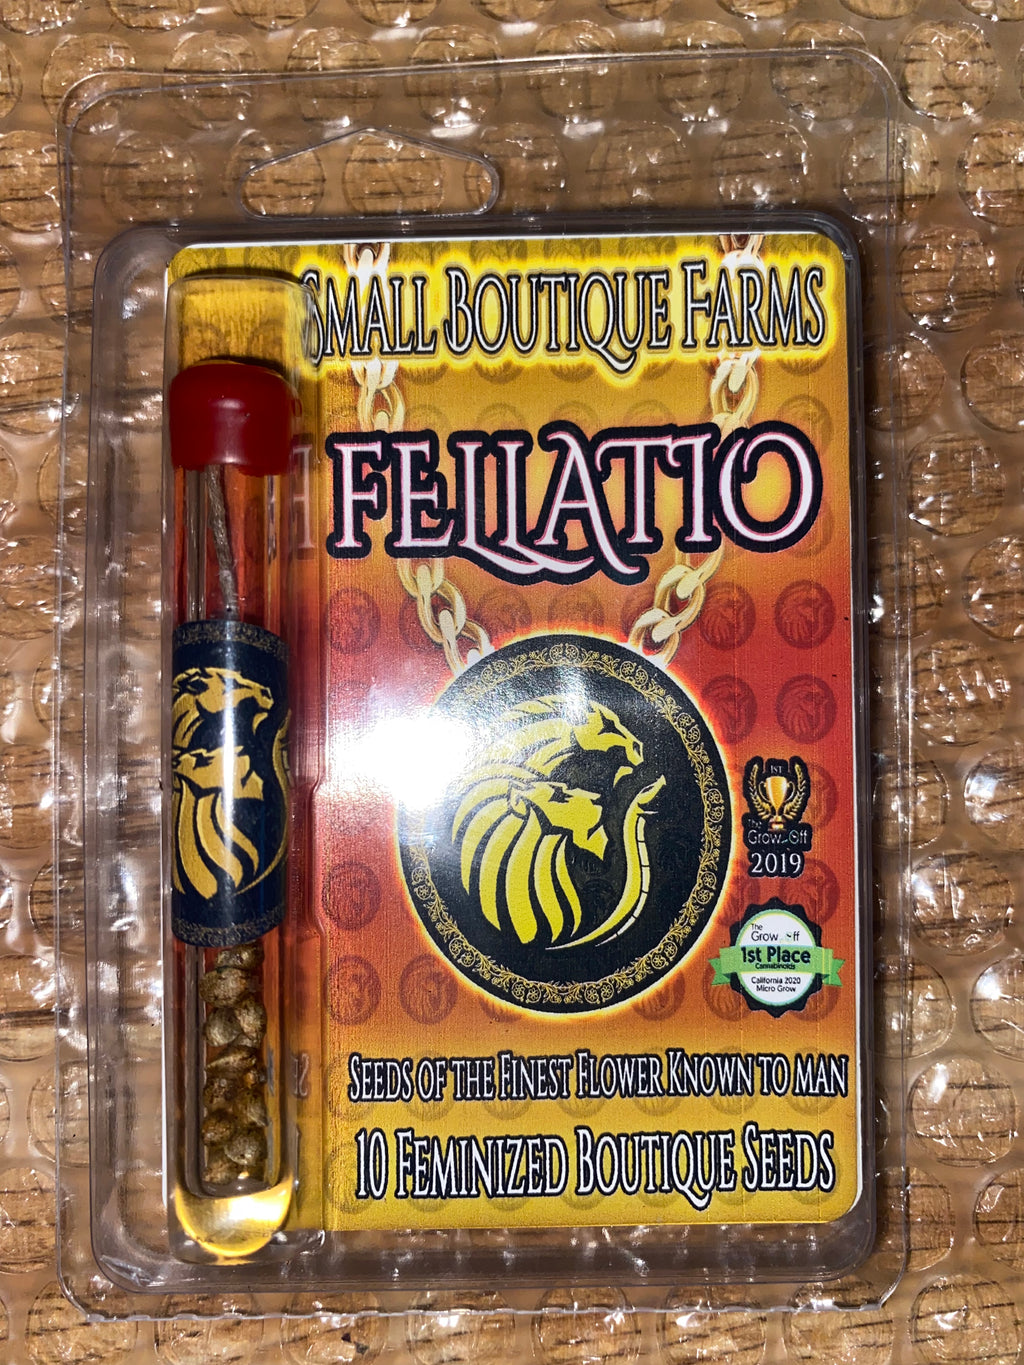 SMALL BOUTIQUE FARMS
FELLATIO
1ST
The
Grow Off
2019
The
Grow Off
1st Place
Cannabinoids
California 2020
Micro Grow
SEEDS OF THE FINEST FLOWER KNOWN TO MAN
10 FEMINIZED BOUTIQUE SEEDS